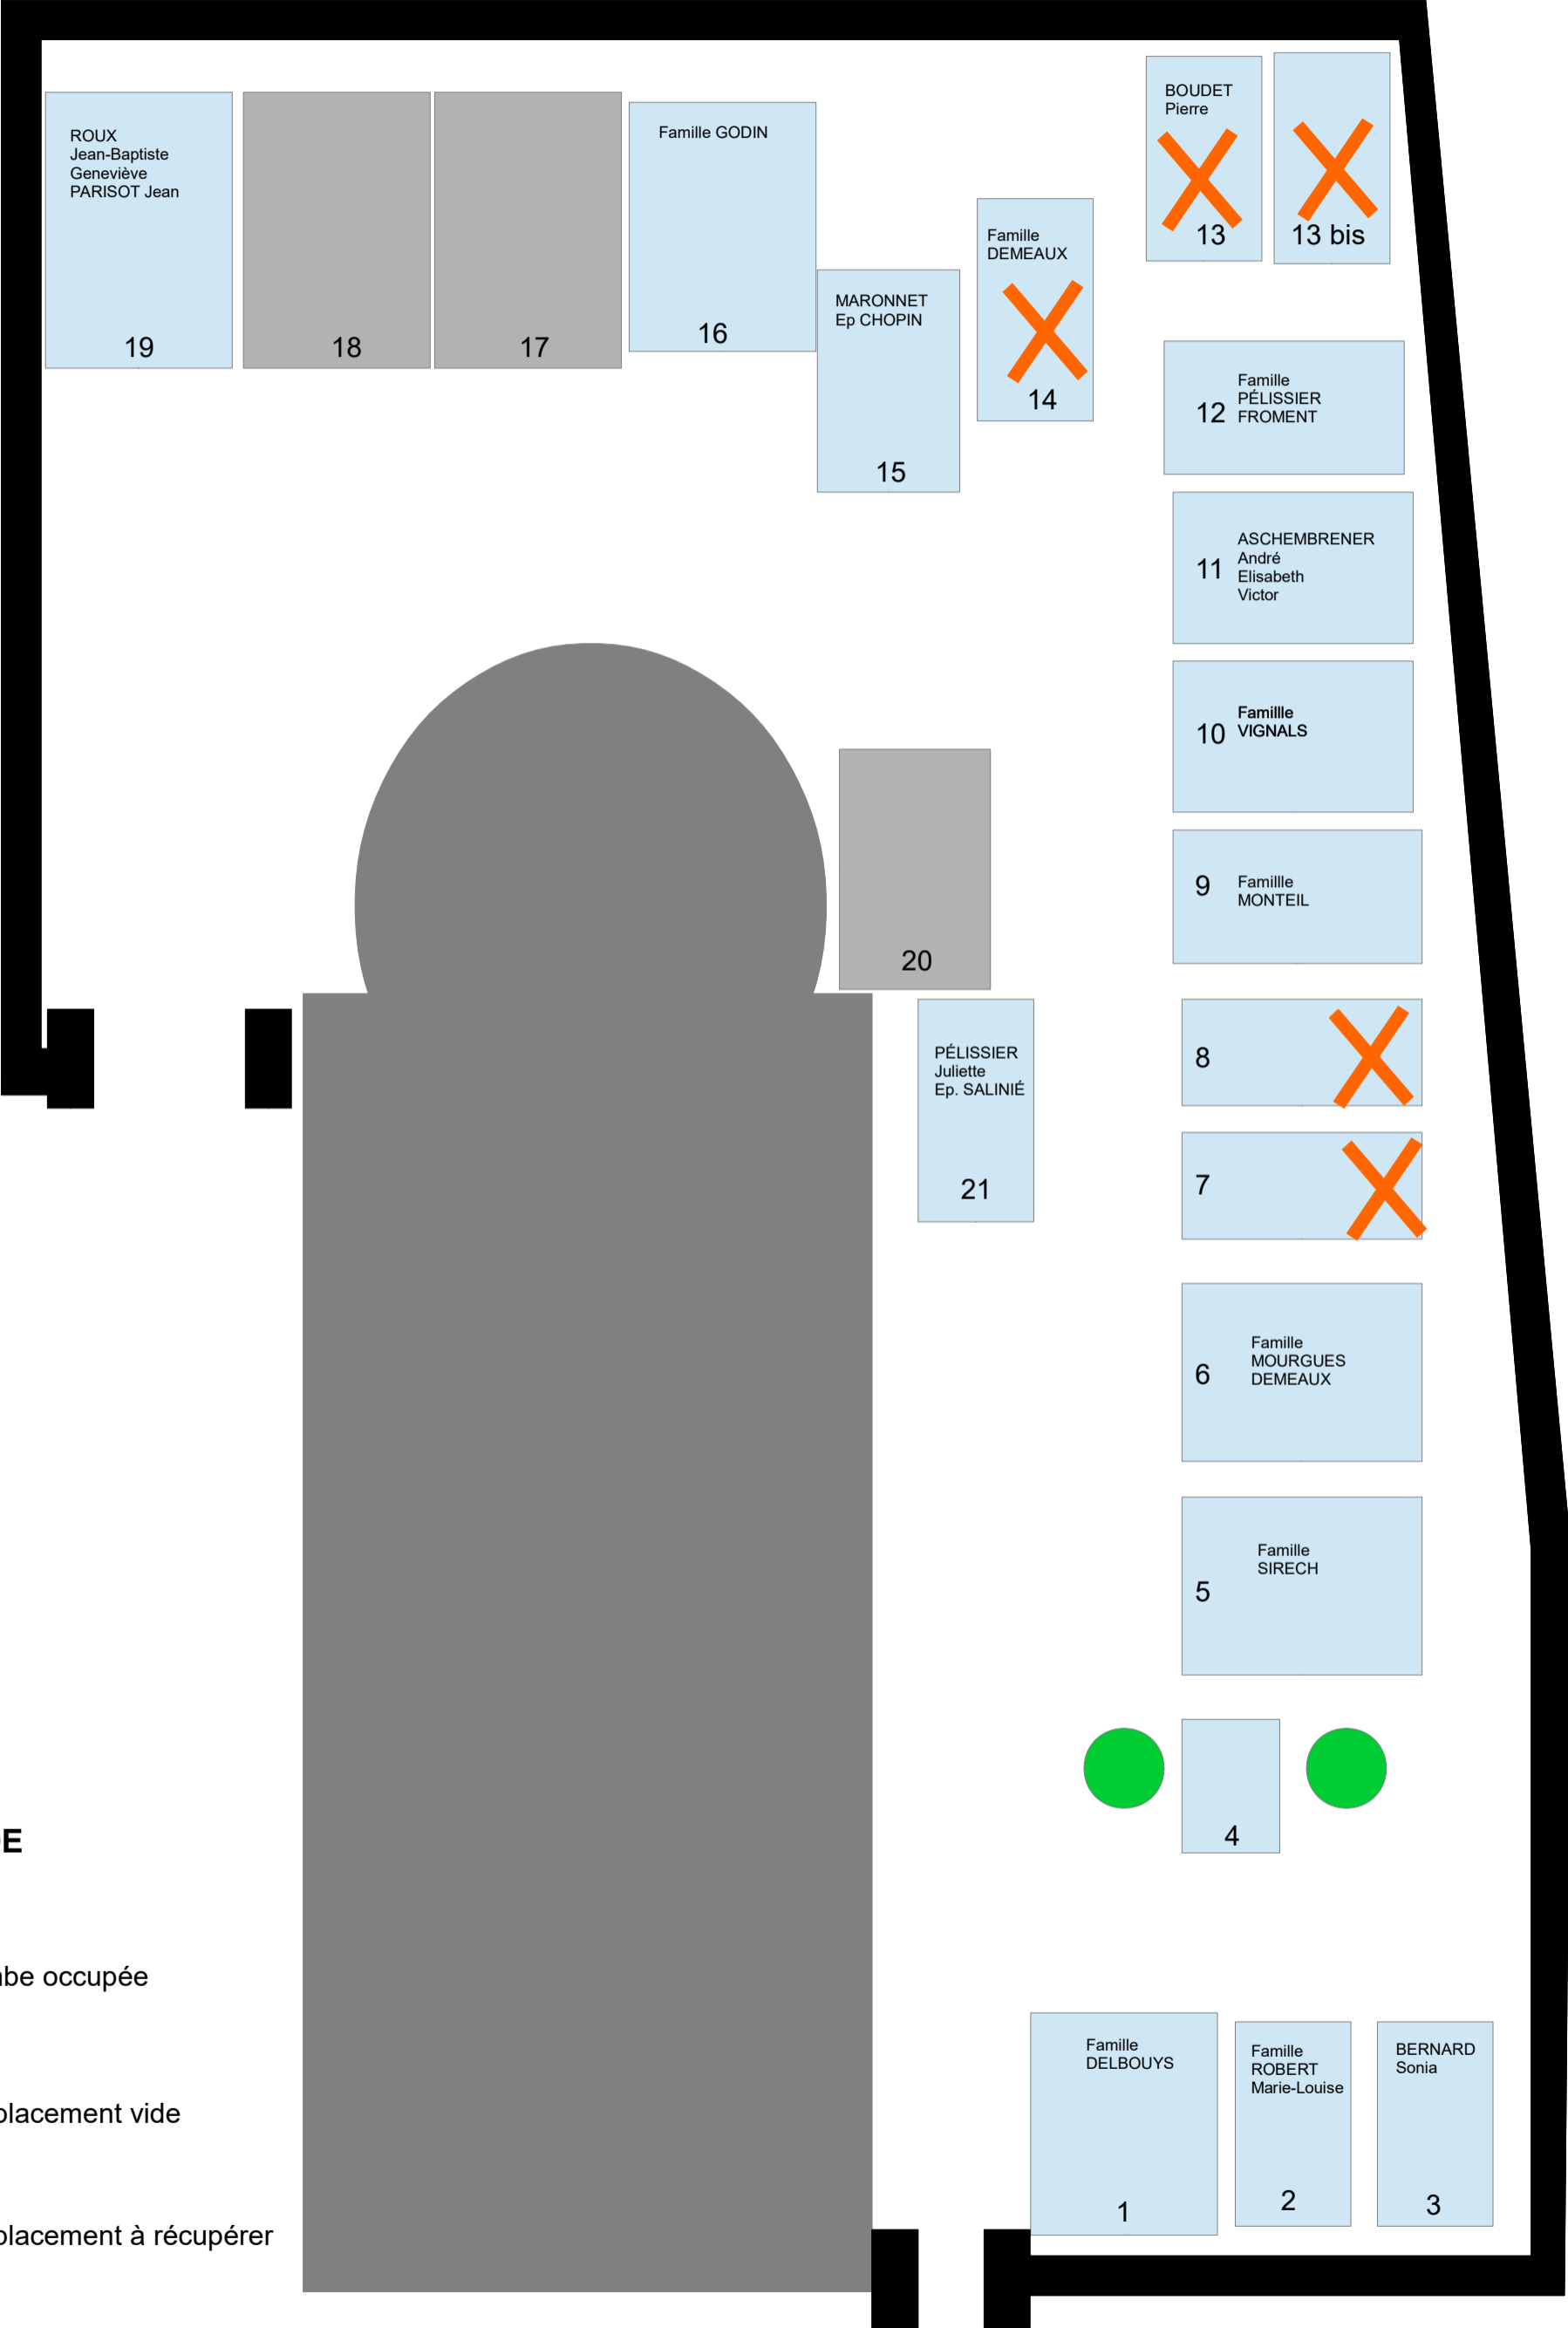 BOUDET
Pierre
13
13 bis
ROUX
Jean-Baptiste
Geneviève
PARISOT Jean
19
18
17
Famille GODIN
16
MARONNET
Ep CHOPIN
15
Famille
DEMEAUX
14
12
Famille
PÉLISSIER
FROMENT
11
ASCHEMBRENER
André
Elisabeth
Victor
10
Famillle
VIGNALS
9
Famillle
MONTEIL
20
8
PÉLISSIER
Juliette
Ep. SALINIÉ
21
7
6
Famille
MOURGUES
DEMEAUX
5
Famille
SIRECH
4
E
be occupée
placement vide
placement à récupérer
Famille
DELBOUYS
1
Famille
ROBERT
Marie-Louise
2
BERNARD
Sonia
3